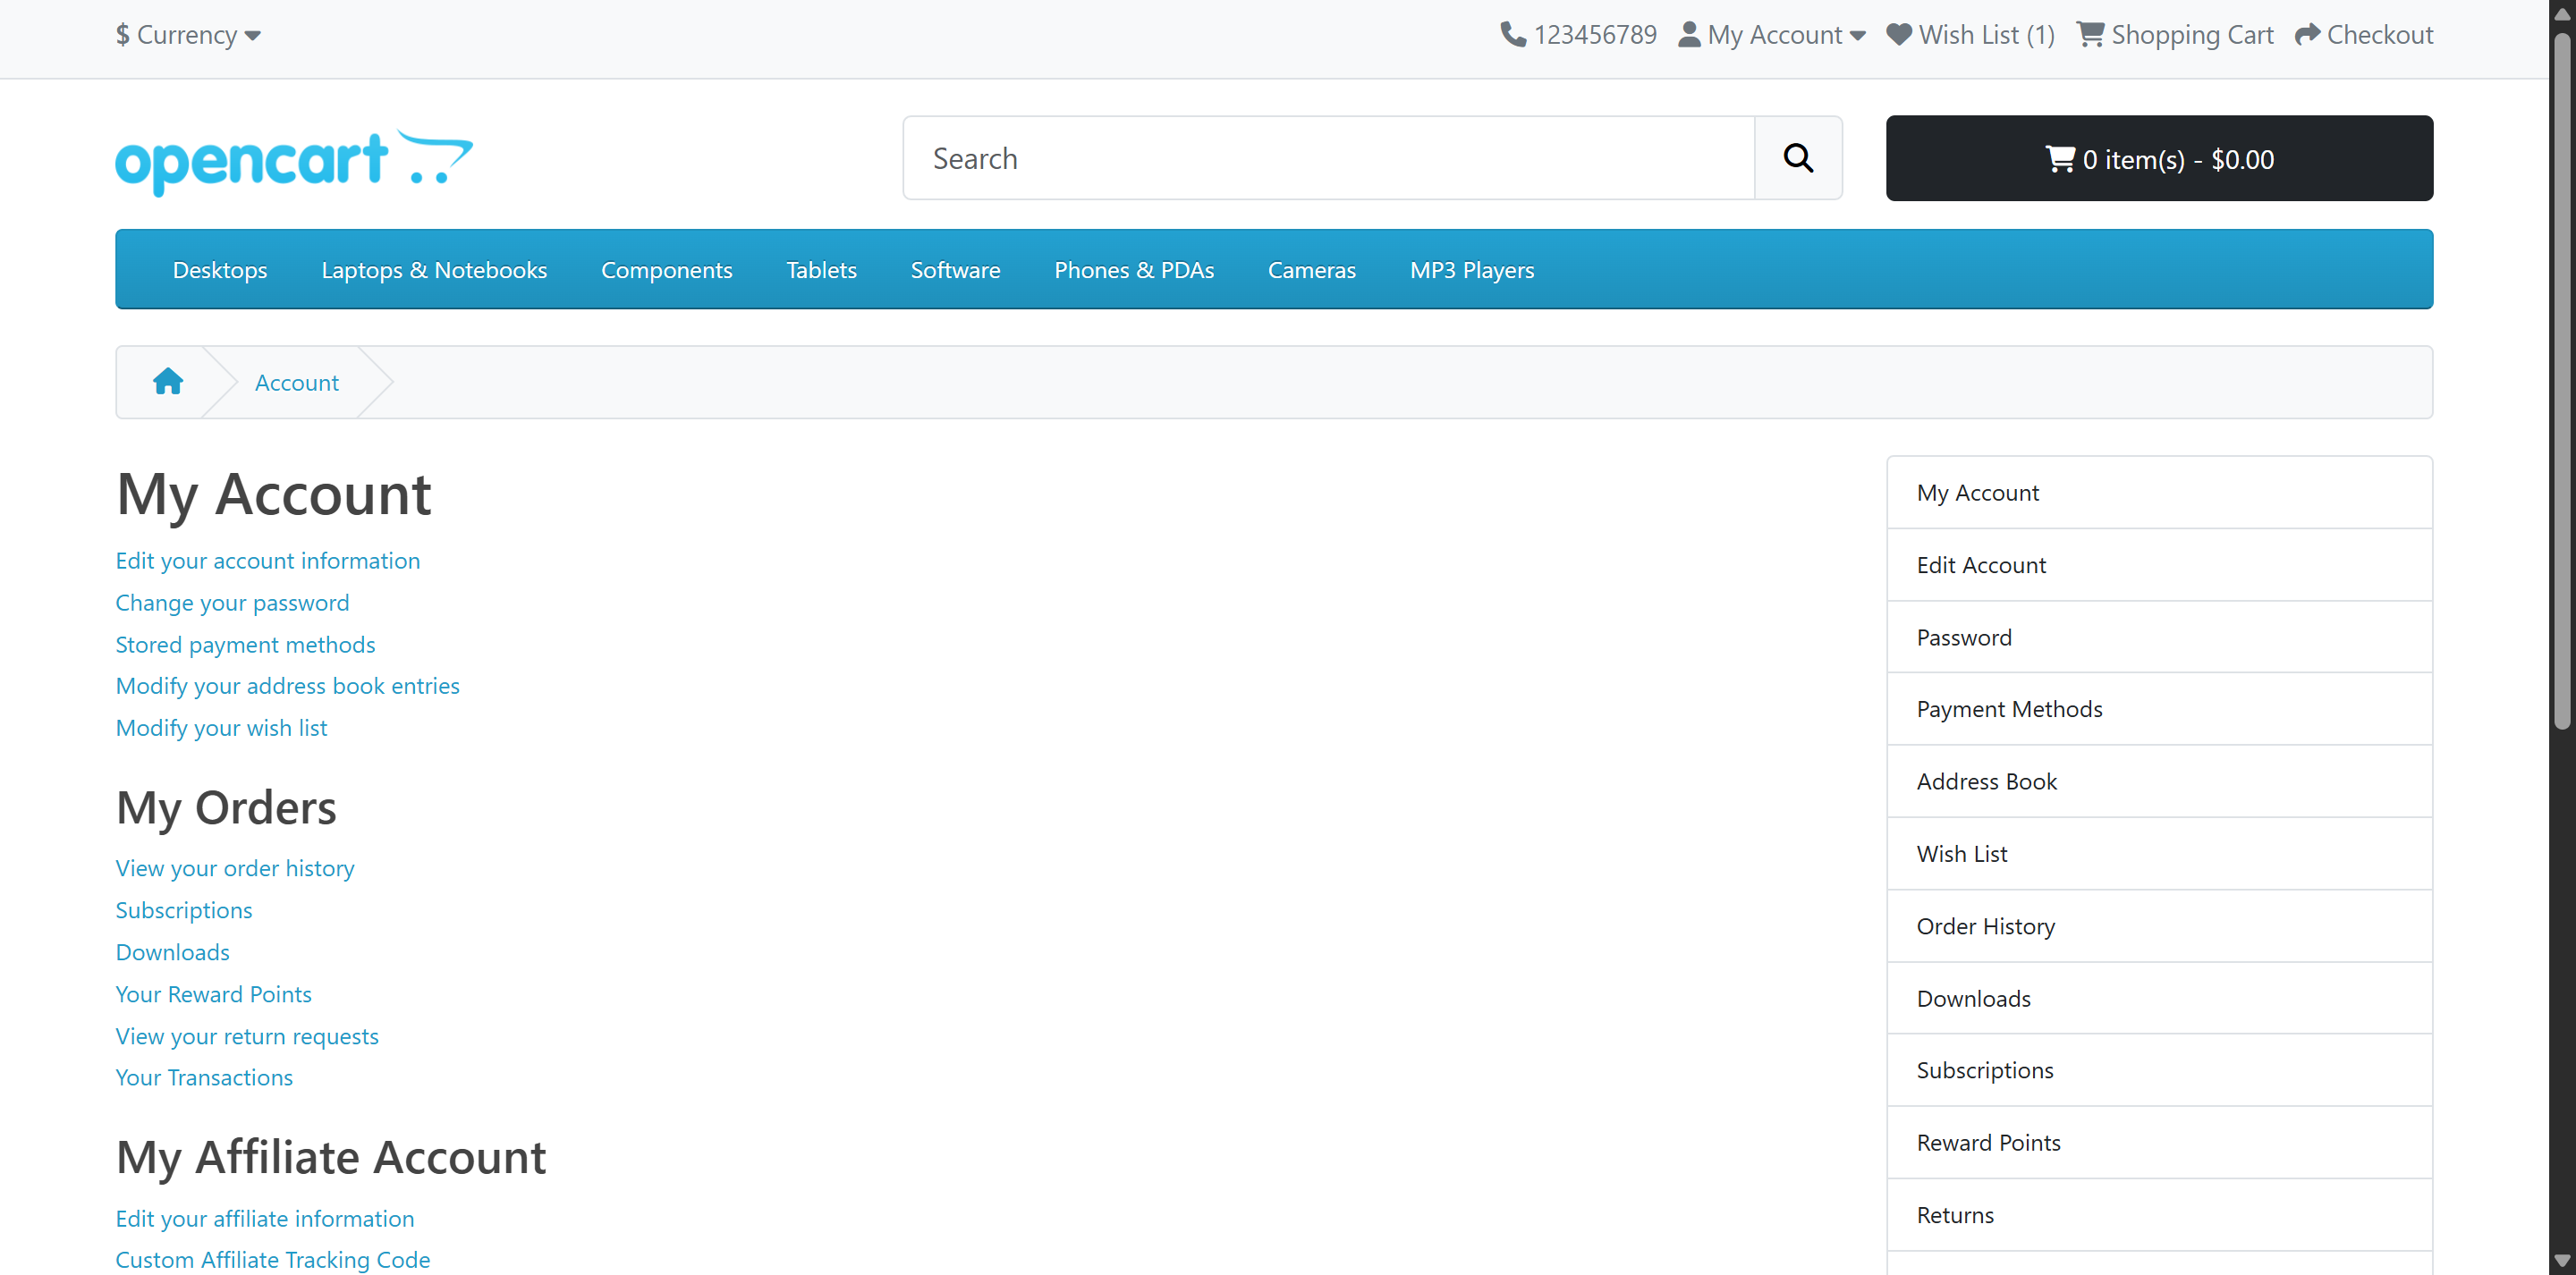 $ Currency
123456789 My Account Wish List (1) Shopping Cart Checkout
opencart
Search
0 item(s) - $0.00
Desktops Laptops & Notebooks Components Tablets Software Phones & PDAs Cameras MP3 Players
Account
My Account
Edit your account information
Change your password
Stored payment methods
Modify your address book entries
Modify your wish list
My Orders
View your order history
Subscriptions
Downloads
Your Reward Points
View your return requests
Your Transactions
My Affiliate Account
Edit your affiliate information
Custom Affiliate Tracking Code
My Account
Edit Account
Password
Payment Methods
Address Book
Wish List
Order History
Downloads
Subscriptions
Reward Points
Returns